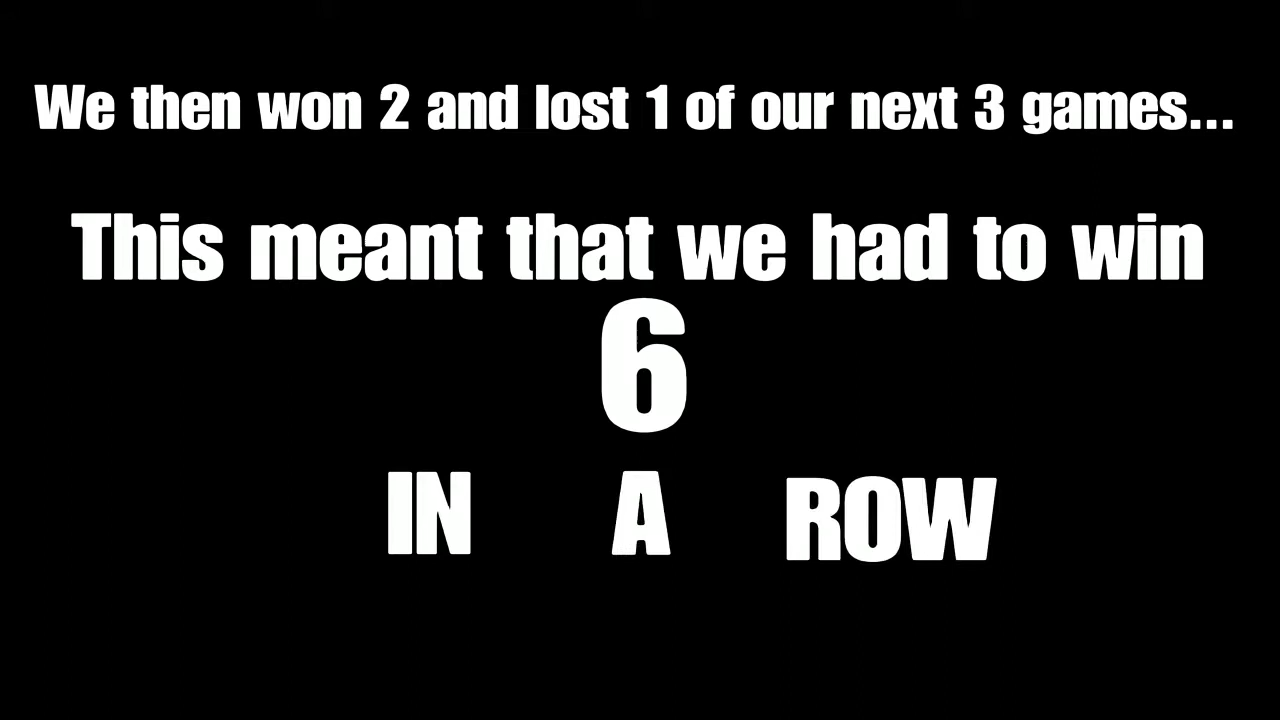 We then won 2 and lost 1 of our next 3 games...
This meant that we had to win
6
IN A ROW